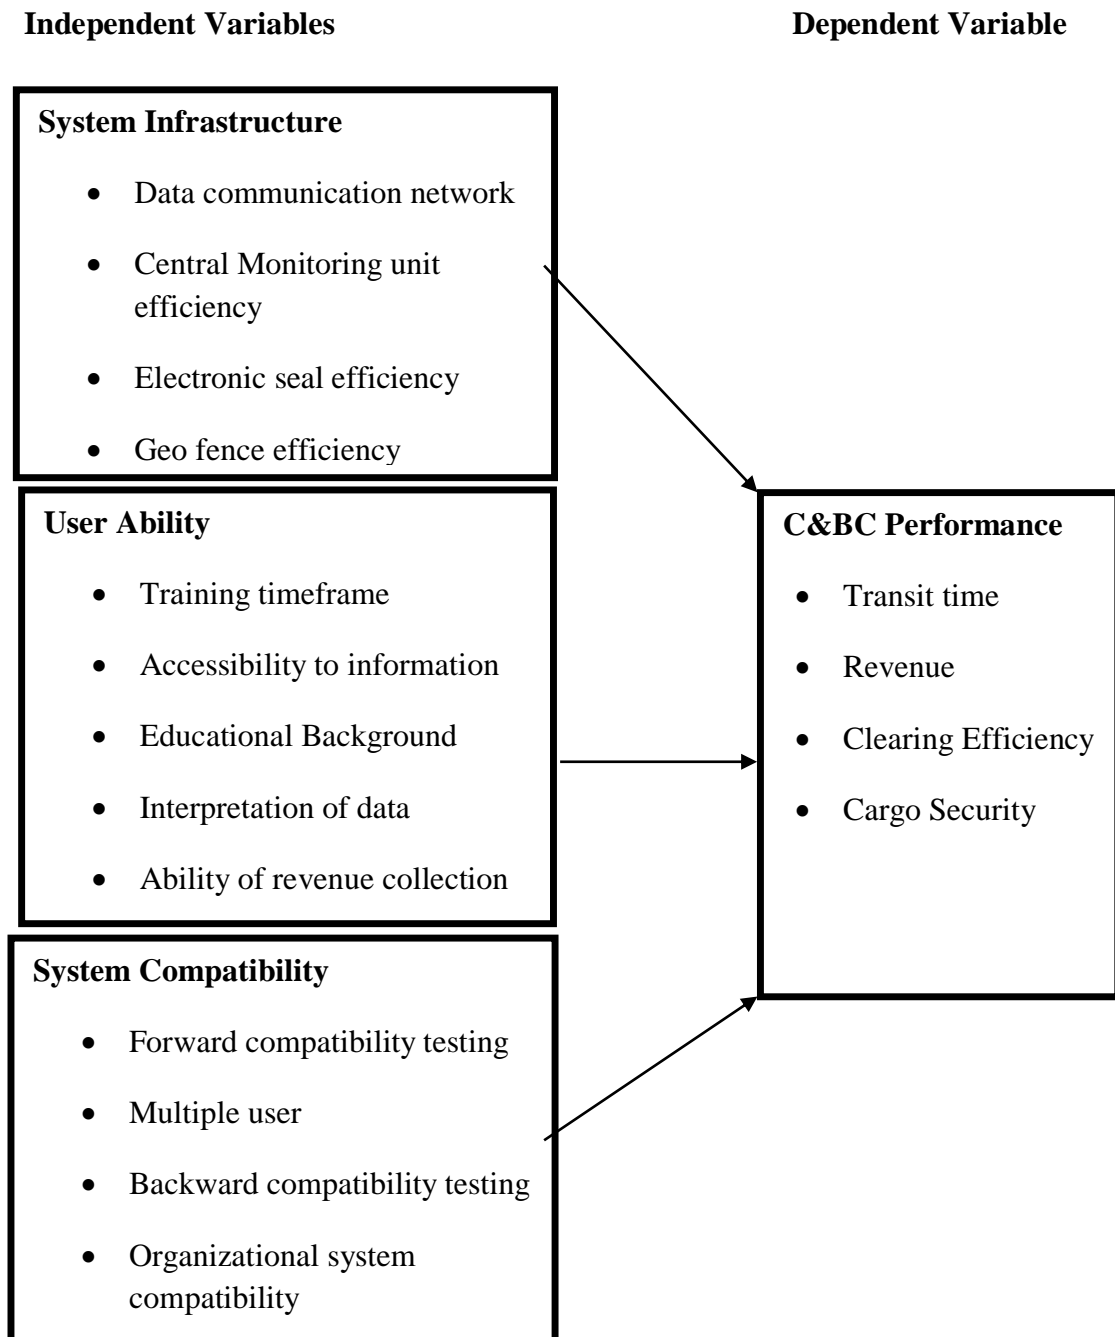 Independent Variables
Dependent Variable
System Infrastructure
• Data communication network
• Central Monitoring unit
efficiency
• Electronic seal efficiency
• Geo fence efficiency
User Ability
• Training timeframe
• Accessibility to information
• Educational Background
• Interpretation of data
• Ability of revenue collection
System Compatibility
• Forward compatibility testing
• Multiple user
• Backward compatibility testing
• Organizational system
compatibility
C&BC Performance
• Transit time
• Revenue
• Clearing Efficiency
• Cargo Security